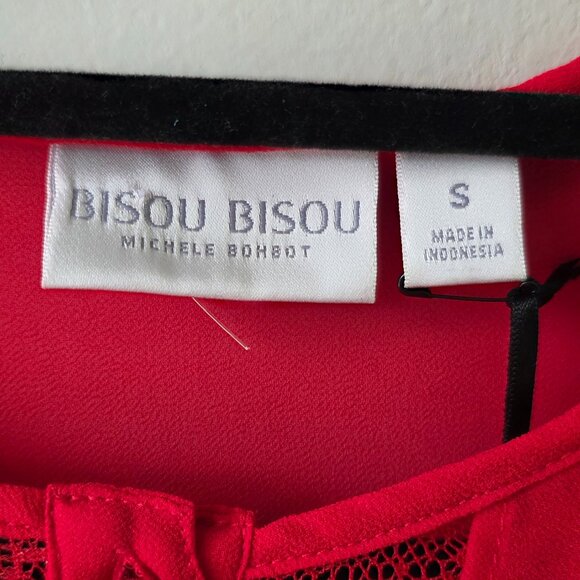 BISOU BISOU
MICHELE BOHBOT
S
MADE IN
INDONESIA